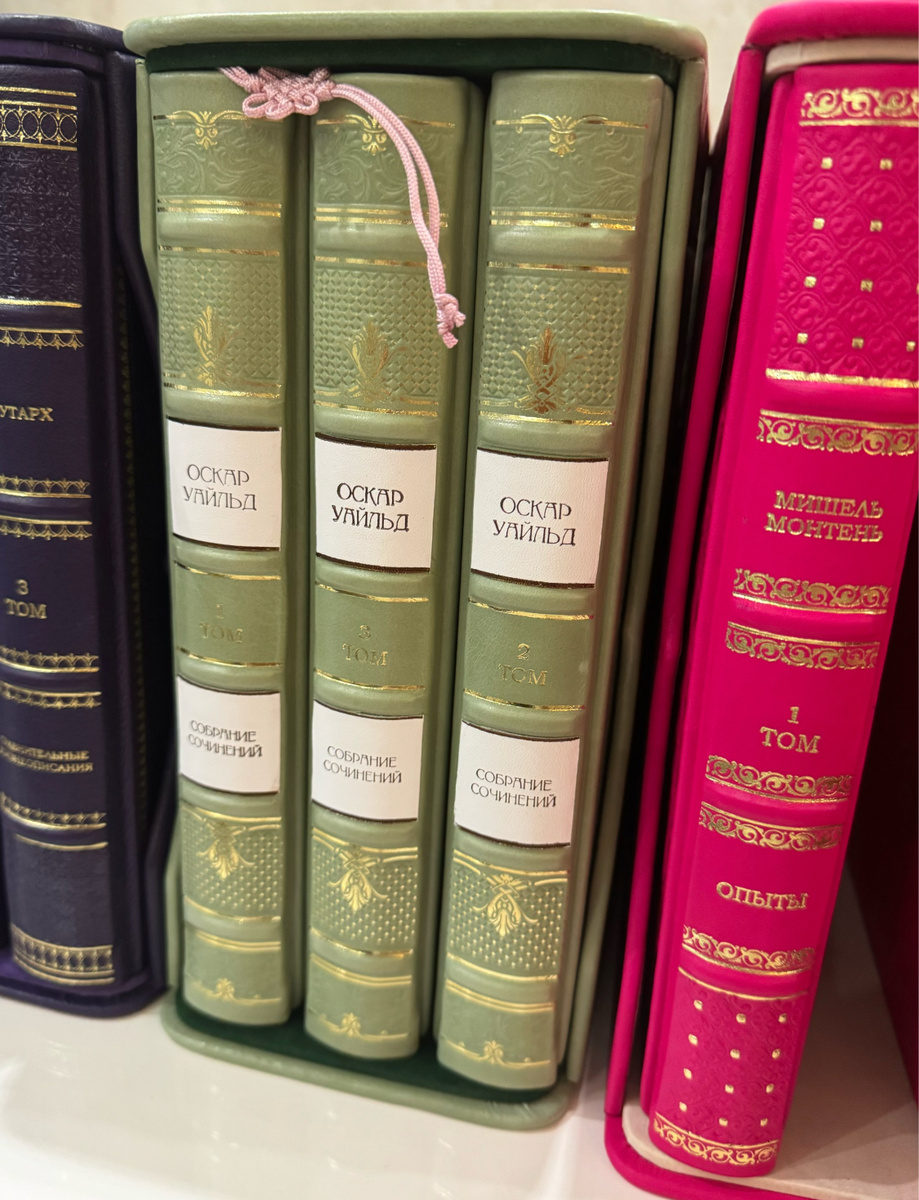 УТАРХ
3
ТОМ
ОСКАР
УАЙЛЬД
1
ТОМ
СОБРАНИЕ
СОЧИНЕНИЙ
ОСКАР
УАЙЛЬД
3
ТОМ
СОБРАНИЕ
СОЧИНЕНИЙ
ОСКАР
УАЙЛЬД
2
ТОМ
СОБРАНИЕ
СОЧИНЕНИЙ
МИШЕЛЬ
МОНТЕНЬ
1
ТОМ
ОПЫТЫ